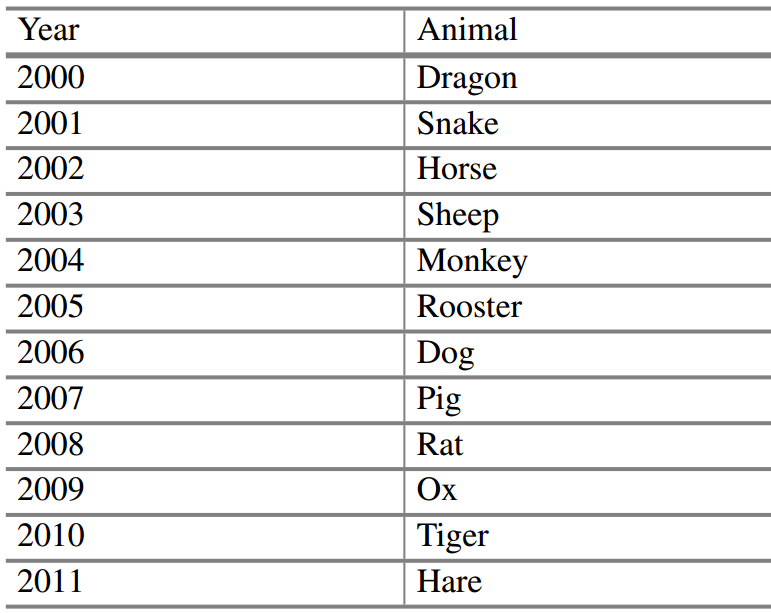 Year Animal
2000 Dragon
2001 Snake
2002 Horse
2003 Sheep
2004 Monkey
2005 Rooster
2006 Dog
2007 Pig
2008 Rat
2009 Ox
2010 Tiger
2011 Hare